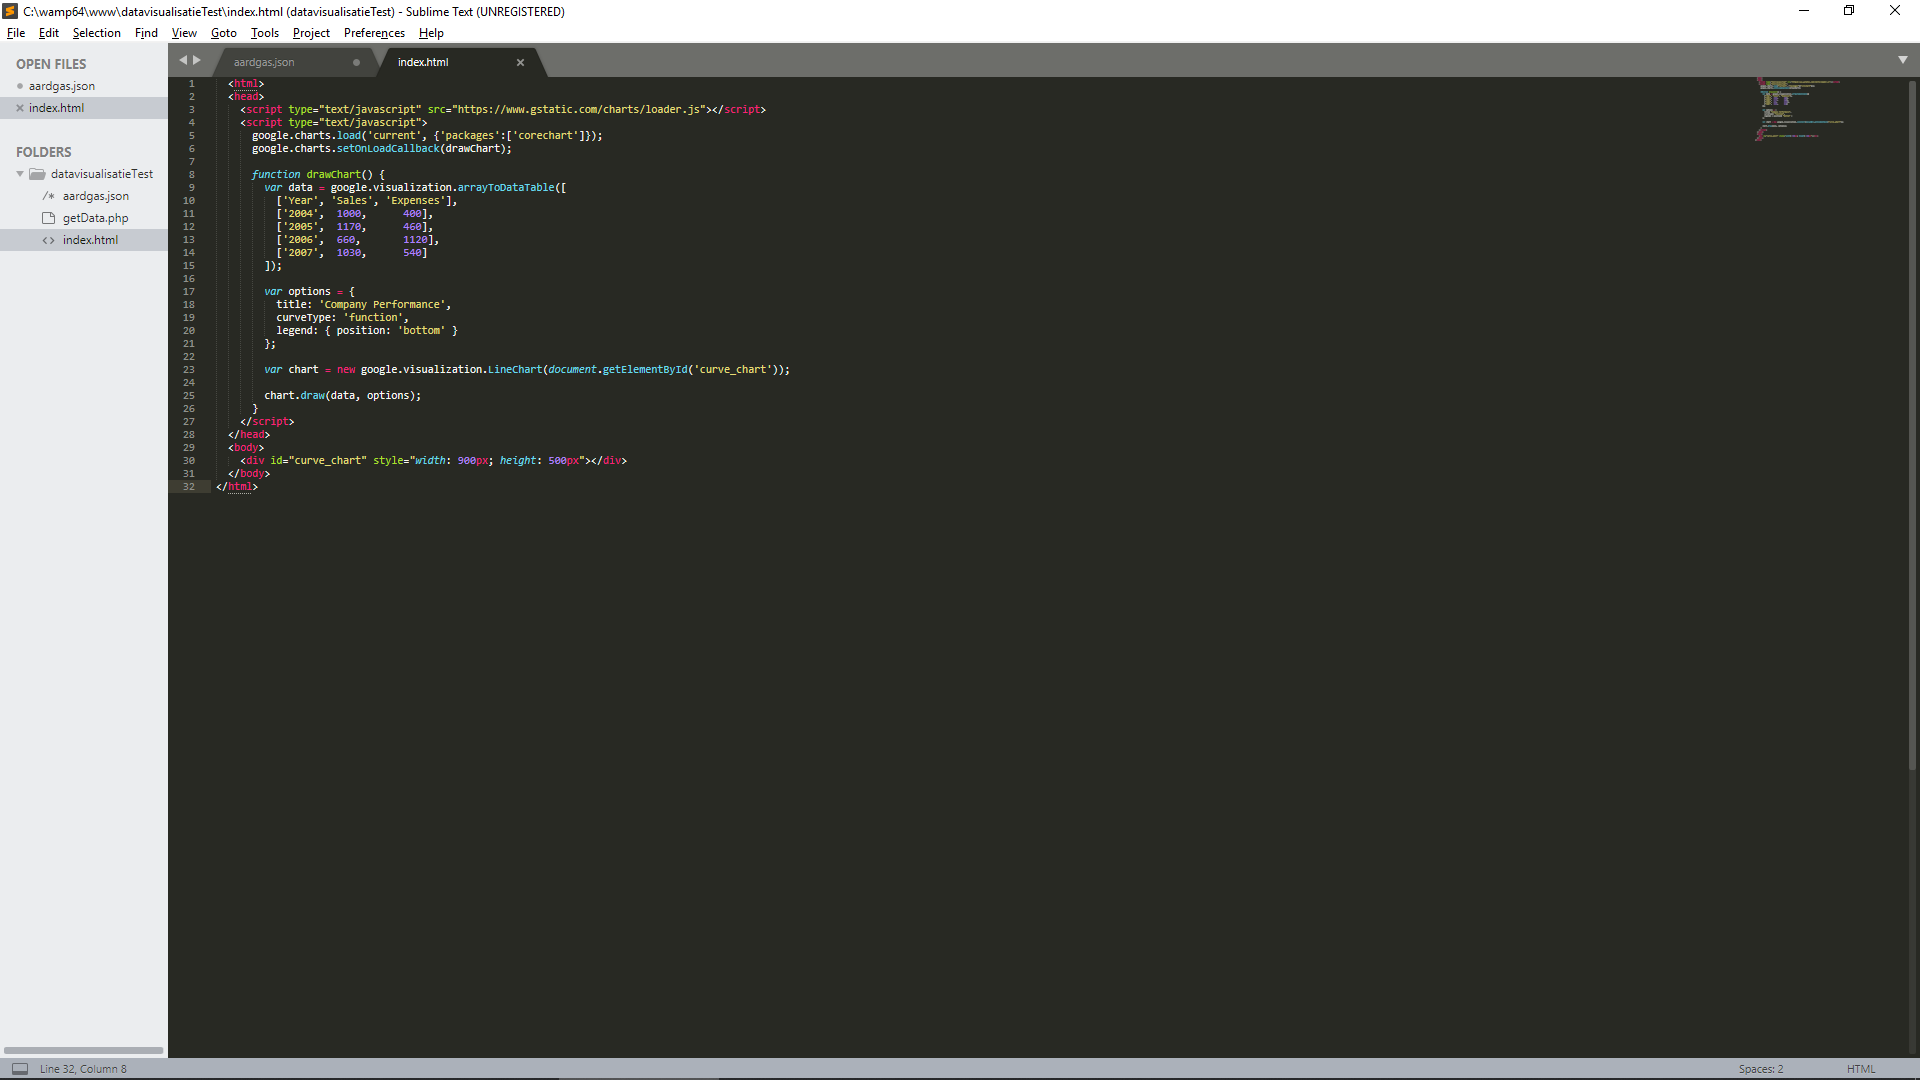 C:\wamp64\www\datavisualisatieTest\index.html (datavisualisatieTest) - Sublime Text (UNREGISTERED)
File Edit Selection Find View Goto Tools Project Preferences Help
OPEN FILES
aardgas.json
index.html
FOLDERS
datavisualisatieTest
/* aardgas.json
getData.php
<> index.html
aardgas.json index.html
1 <html>
2 <head>
3 <script type="text/javascript" src="https://www.gstatic.com/charts/loader.js"></script>
4 <script type="text/javascript">
5 google.charts.load('current', {'packages':['corechart']});
6 google.charts.setOnLoadCallback(drawChart);
7
8 function drawChart() {
9 var data = google.visualization.arrayToDataTable([
10 ['Year', 'Sales', 'Expenses'],
11 ['2004', 1000, 400],
12 ['2005', 1170, 460],
13 ['2006', 660, 1120],
14 ['2007', 1030, 540]
15 ]);
16
17 var options = {
18 title: 'Company Performance',
19 curveType: 'function',
20 legend: { position: 'bottom' }
21 };
22
23 var chart = new google.visualization.LineChart(document.getElementById('curve_chart'));
24
25 chart.draw(data, options);
26 }
27 </script>
28 </head>
29 <body>
30 <div id="curve_chart" style="width: 900px; height: 500px"></div>
31 </body>
32 </html>
Line 32, Column 8
Spaces: 2
HTML